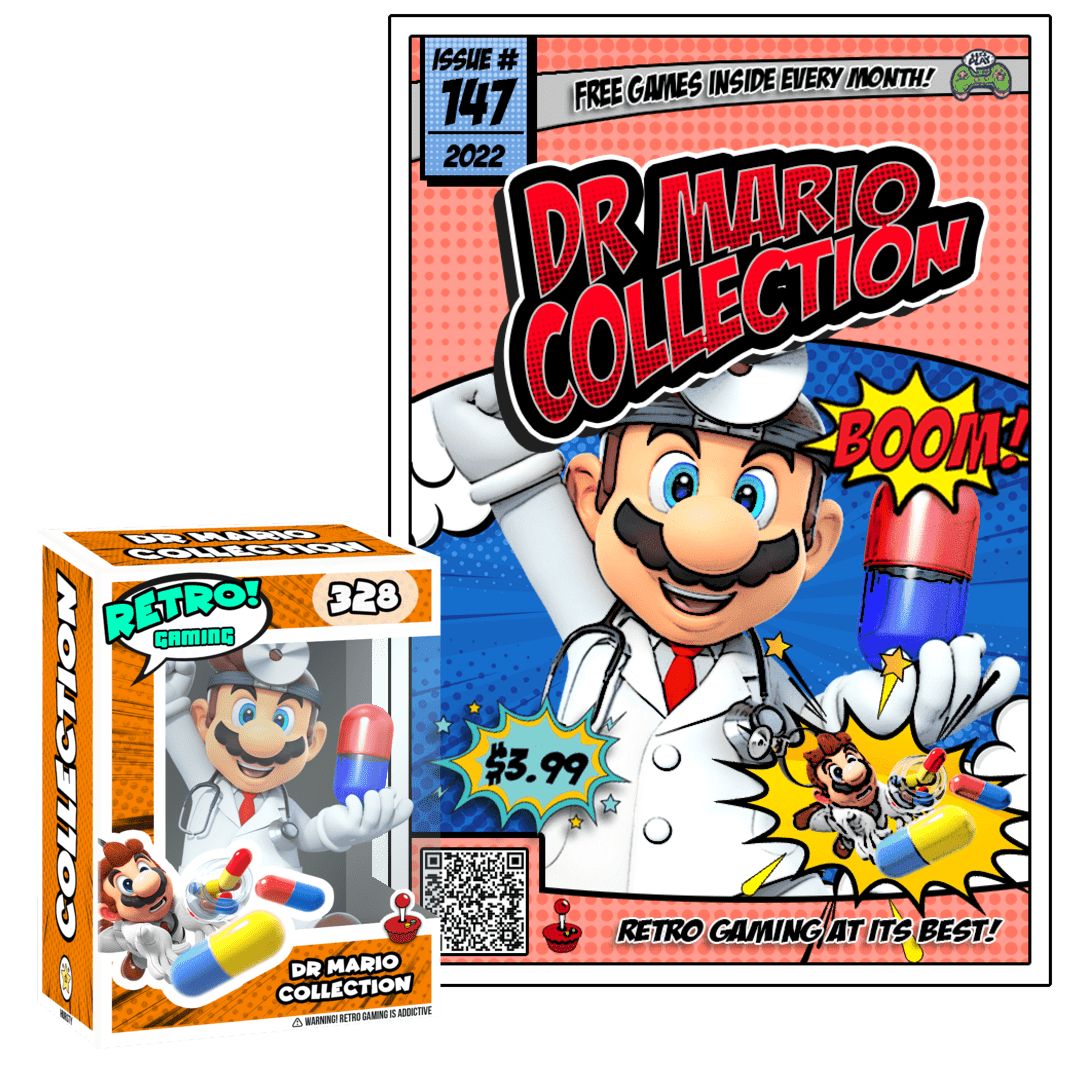 ISSUE #
147
2022
FREE GAMES INSIDE EVERY MONTH!
DR MARIO
COLLECTION
BOOM!
$3.99
RETRO GAMING AT ITS BEST!
DR MARIO
COLLECTION
RETRO!
GAMING
328
COLLECTION
DR MARIO
COLLECTION
⚠ WARNING! RETRO GAMING IS ADDICTIVE